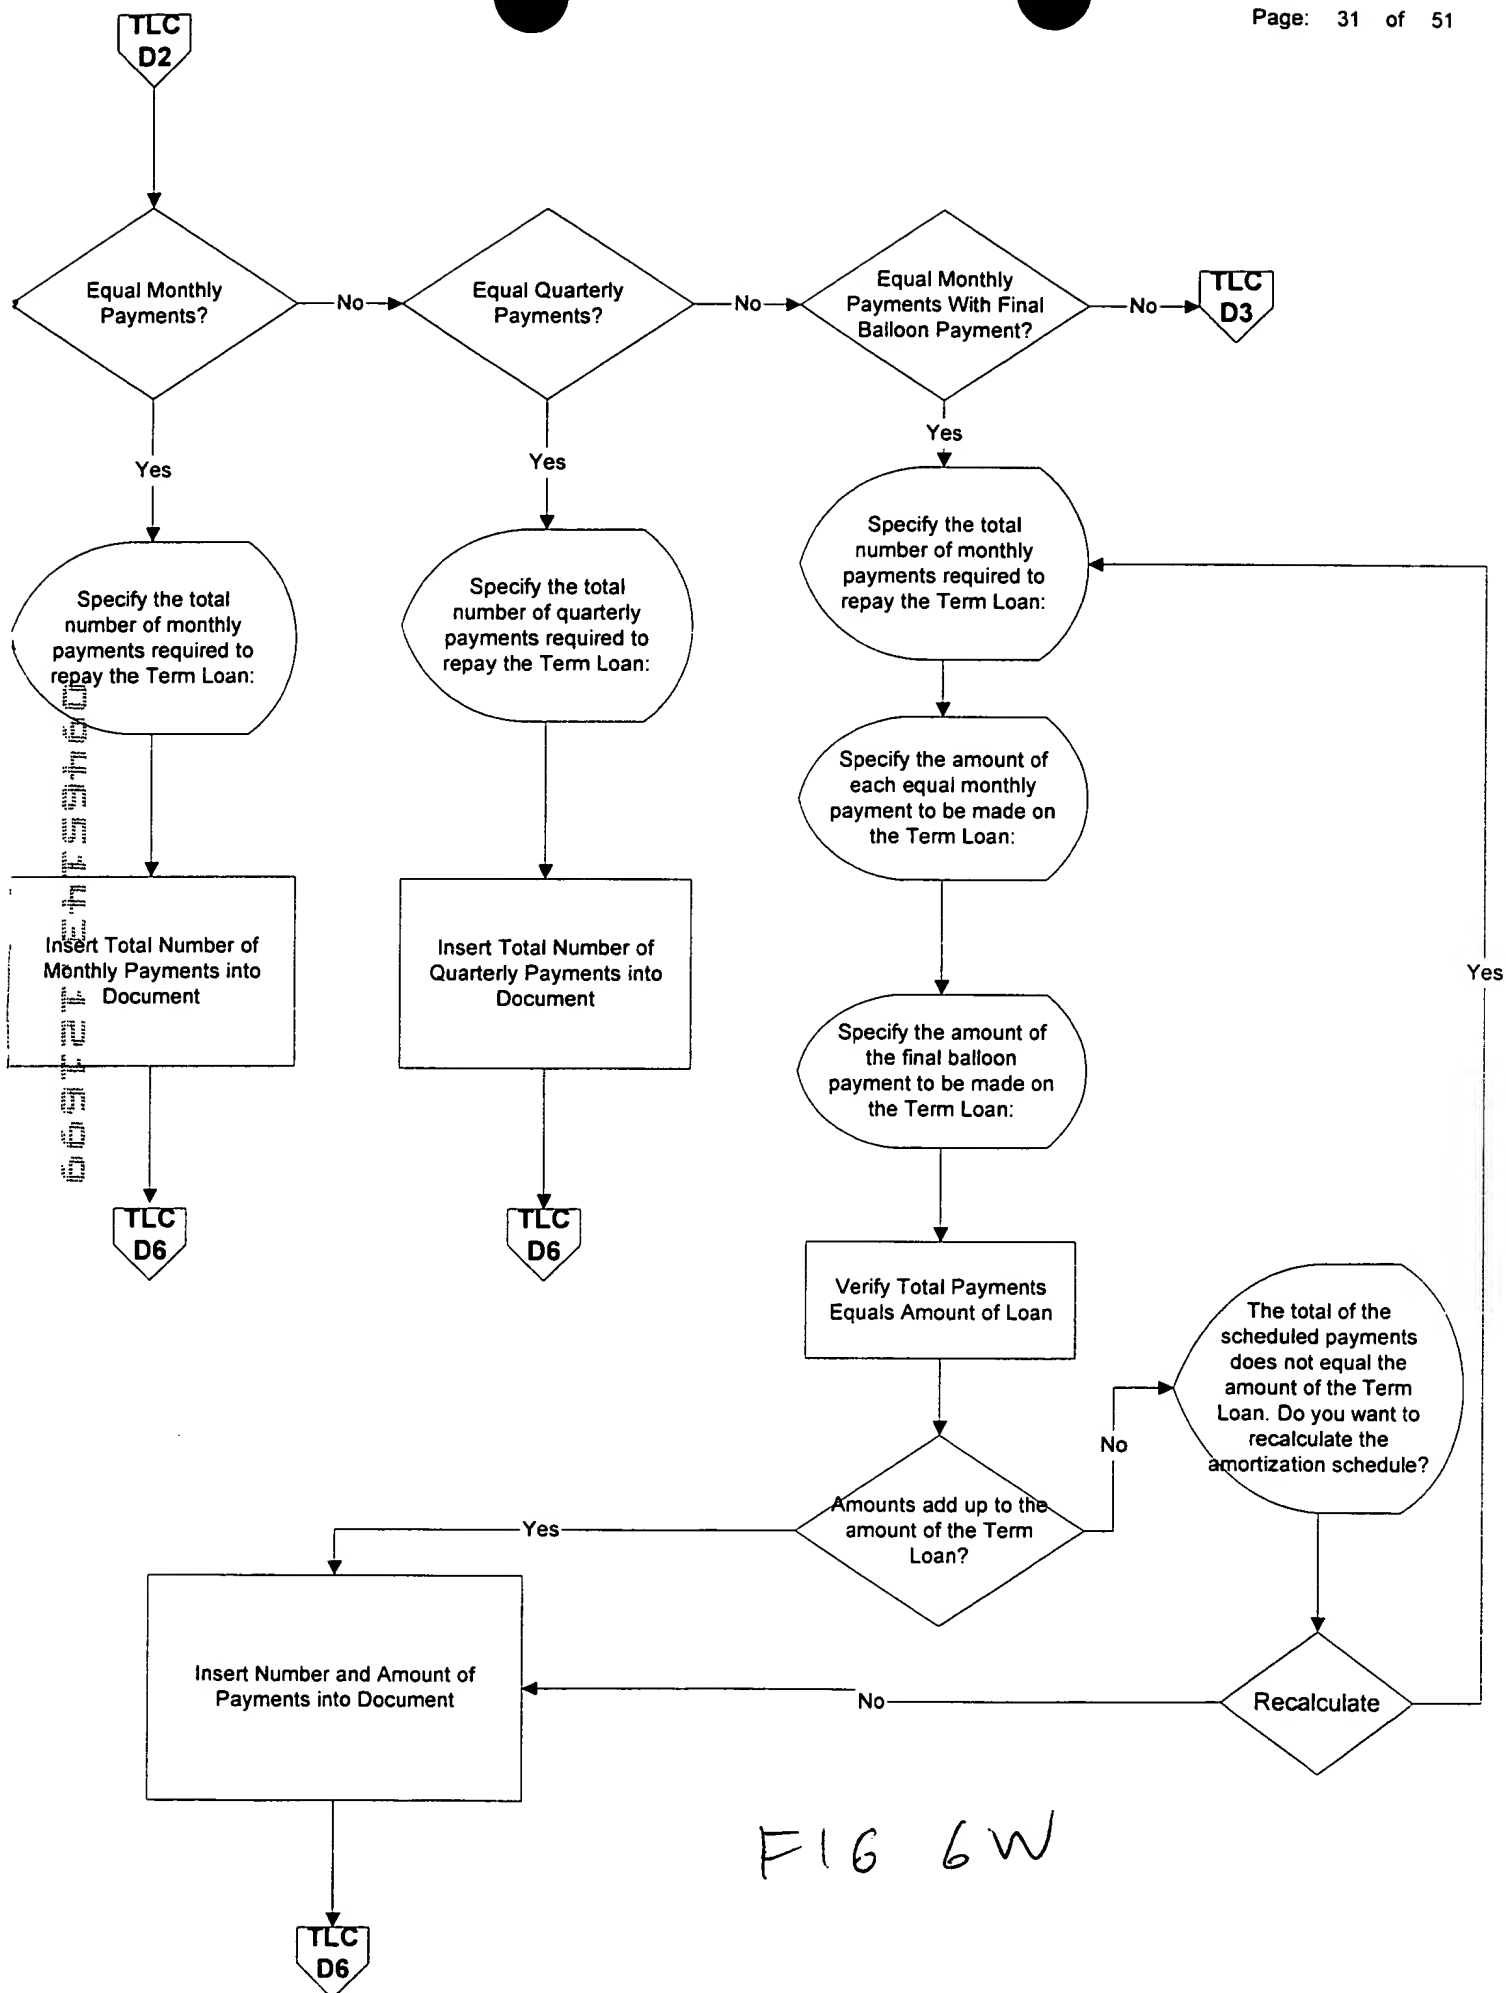 Page: 31 of 51
TLC
D2
Equal Monthly
Payments?
No
Equal Quarterly
Payments?
No
Equal Monthly
Payments With Final
Balloon Payment?
No
TLC
D3
Yes
Yes
Yes
Specify the total
number of monthly
payments required to
repay the Term Loan:
Specify the total
number of quarterly
payments required to
repay the Term Loan:
Specify the total
number of monthly
payments required to
repay the Term Loan:
Specify the amount of
each equal monthly
payment to be made on
the Term Loan:
Insert Total Number of
Monthly Payments into
Document
Insert Total Number of
Quarterly Payments into
Document
Yes
Specify the amount of
the final balloon
payment to be made on
the Term Loan:
TLC
D6
TLC
D6
Verify Total Payments
Equals Amount of Loan
The total of the
scheduled payments
does not equal the
amount of the Term
Loan. Do you want to
recalculate the
amortization schedule?
No
Amounts add up to the
amount of the Term
Loan?
Yes
Insert Number and Amount of
Payments into Document
No
Recalculate
FIG 6W
TLC
D6